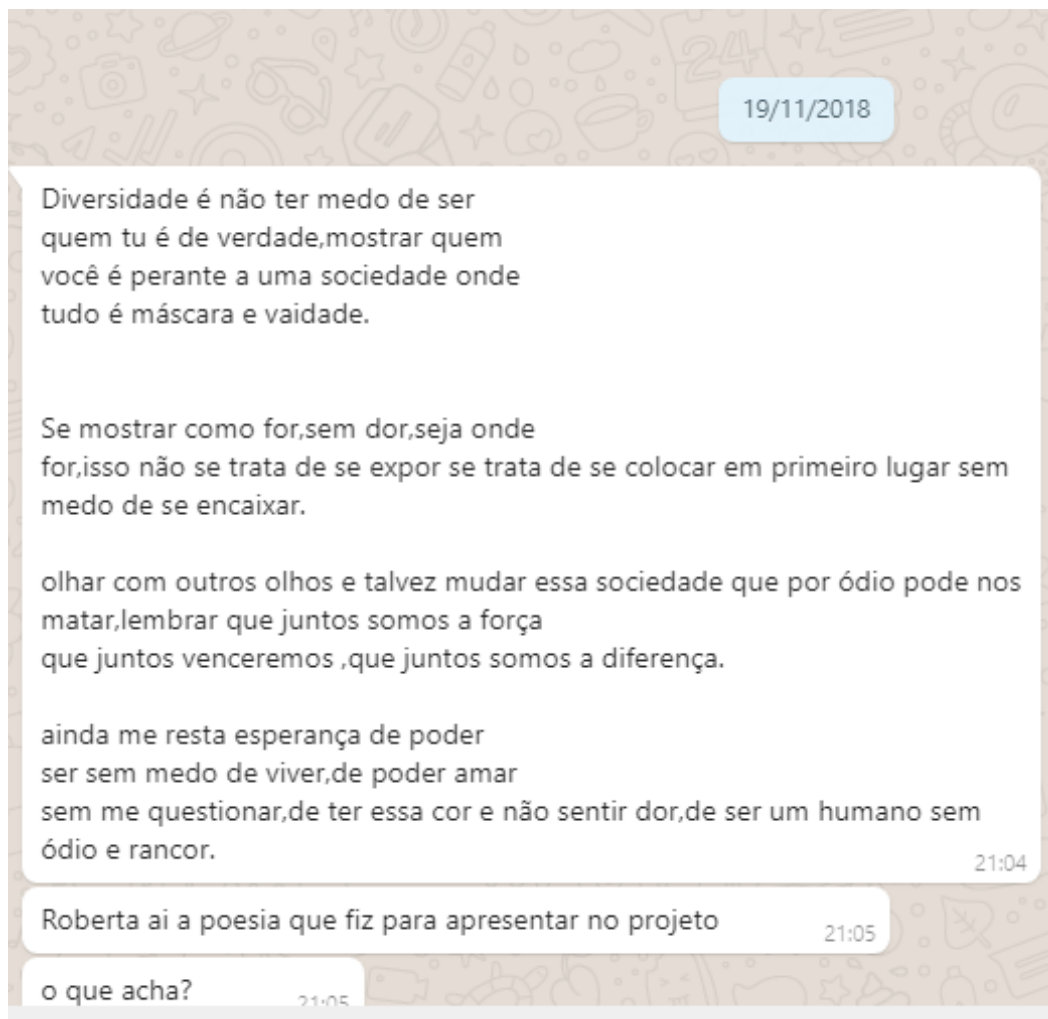 19/11/2018
Diversidade é não ter medo de ser
quem tu é de verdade,mostrar quem
você é perante a uma sociedade onde
tudo é máscara e vaidade.
Se mostrar como for,sem dor,seja onde
for,isso não se trata de se expor se trata de se colocar em primeiro lugar sem
medo de se encaixar.
olhar com outros olhos e talvez mudar essa sociedade que por ódio pode nos
matar,lembrar que juntos somos a força
que juntos venceremos ,que juntos somos a diferença.
ainda me resta esperança de poder
ser sem medo de viver,de poder amar
sem me questionar,de ter essa cor e não sentir dor,de ser um humano sem
ódio e rancor.
21:04
Roberta ai a poesia que fiz para apresentar no projeto
21:05
o que acha?
21:05